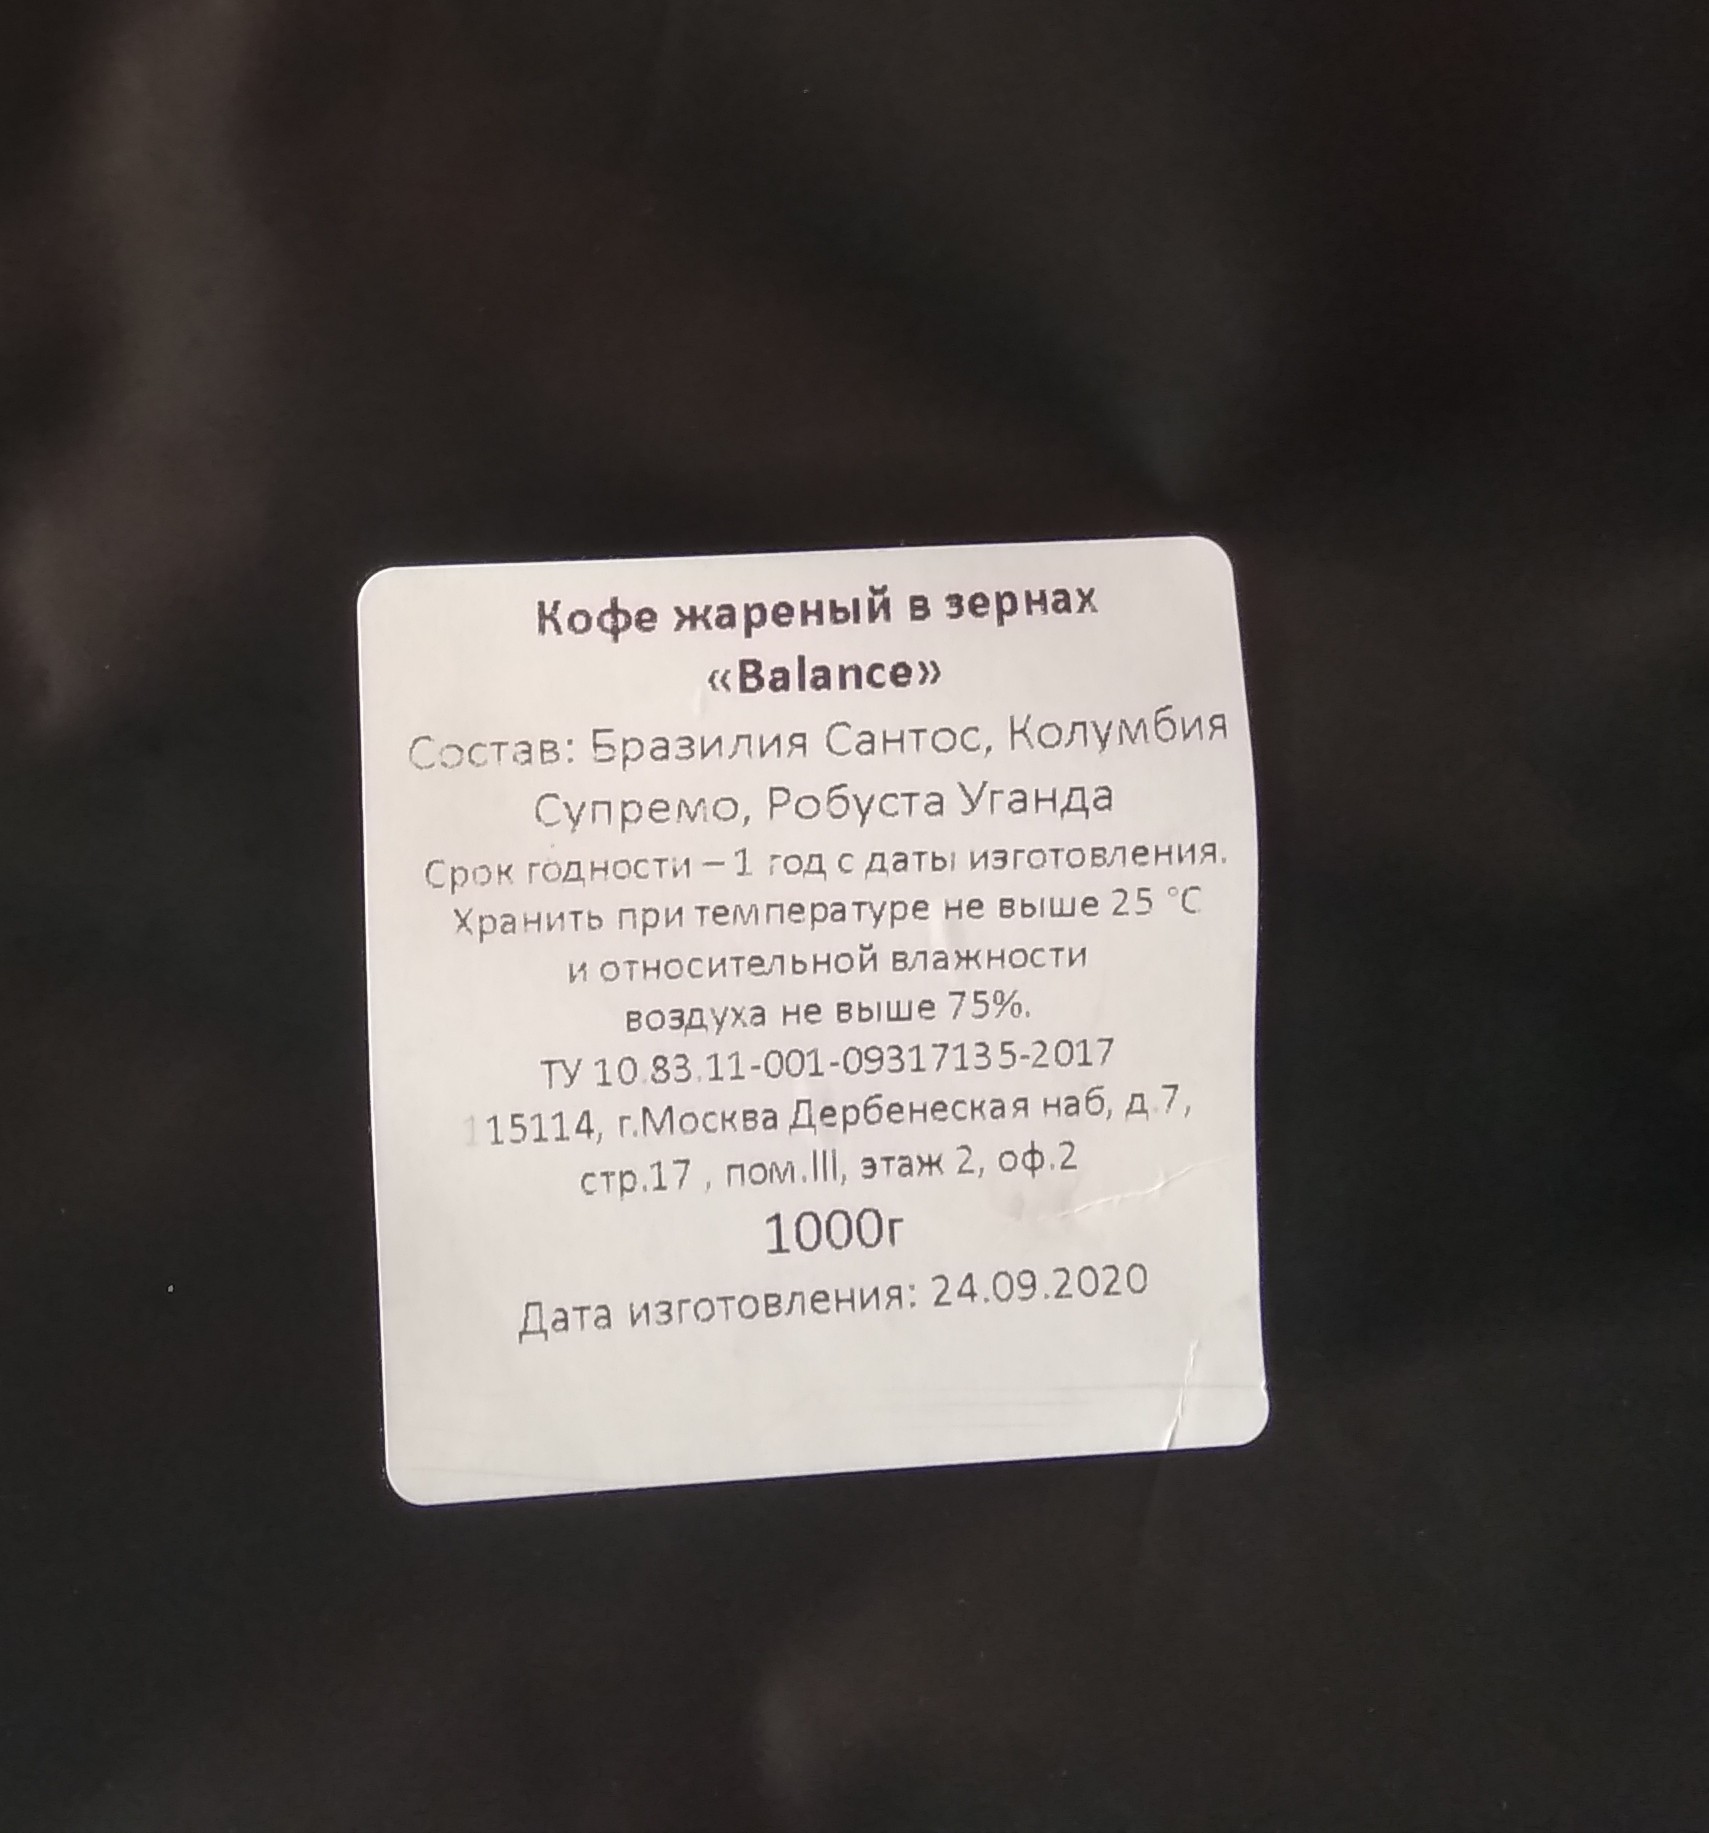 Кофе жареный в зернах
«Balance»
Состав: Бразилия Сантос, Колумбия
Супремо, Робуста Уганда
Срок годности – 1 год с даты изготовления.
Хранить при температуре не выше 25 °С
и относительной влажности
воздуха не выше 75%.
ТУ 10.83.11-001-09317135-2017
115114, г.Москва Дербенеская наб, д.7,
стр.17 , пом.III, этаж 2, оф.2
1000г
Дата изготовления: 24.09.2020